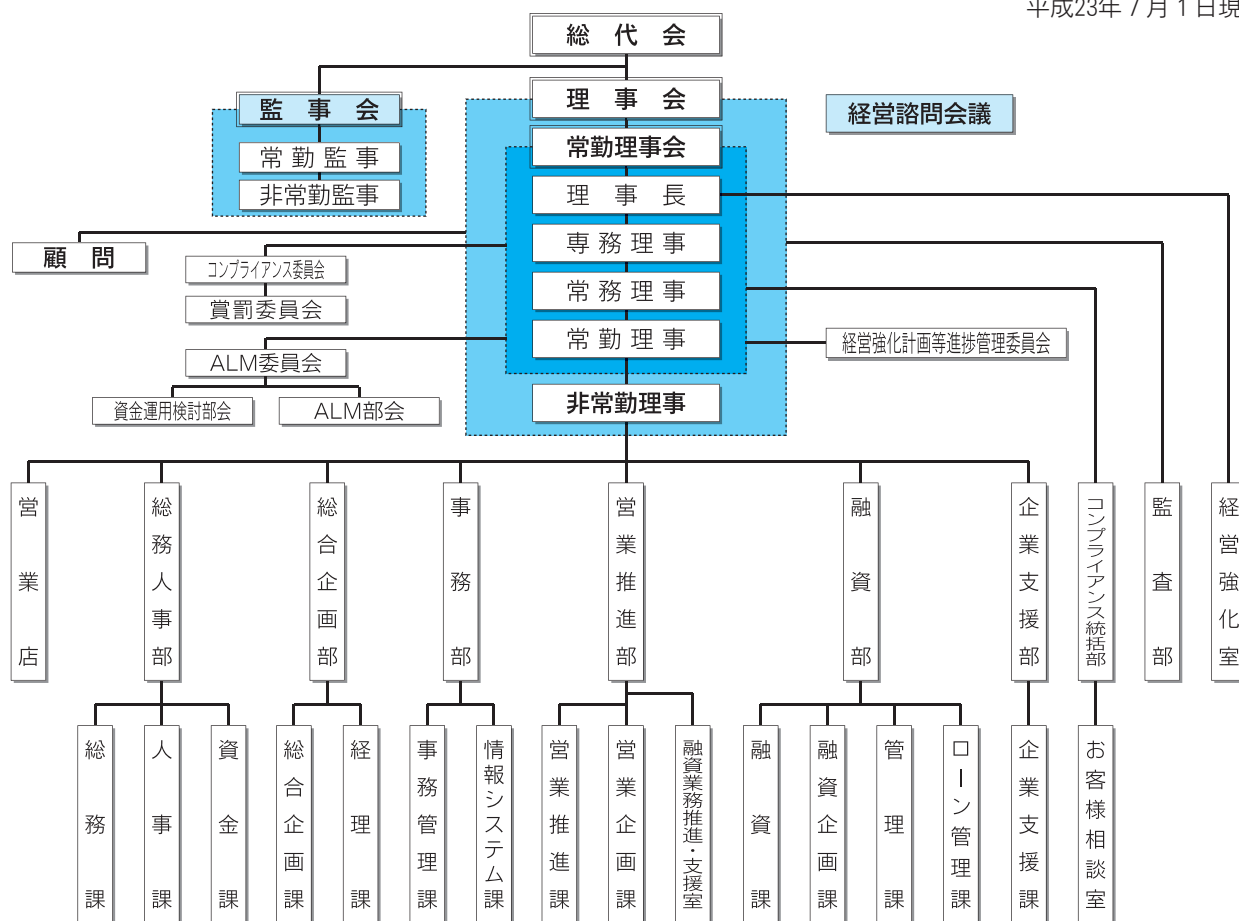 平成23年7月1日現
総代会
監事会
理事会
経営諮問会議
常勤理事会
常勤監事
非常勤監事
理事長
顧問
専務理事
コンプライアンス委員会
賞罰委員会
常務理事
常勤理事
経営強化計画等進捗管理委員会
ALM委員会
資金運用検討部会
ALM部会
非常勤理事
営業店
総務人事部
総合企画部
事務部
営業推進部
融資部
企業支援部
コンプライアンス統括部
監査部
経営強化室
総務課
人事課
資金課
総合企画課
経理課
事務管理課
情報システム課
営業推進課
営業企画課
融資業務推進・支援室
融資課
融資企画課
管理課
ローン管理課
企業支援課
お客様相談室